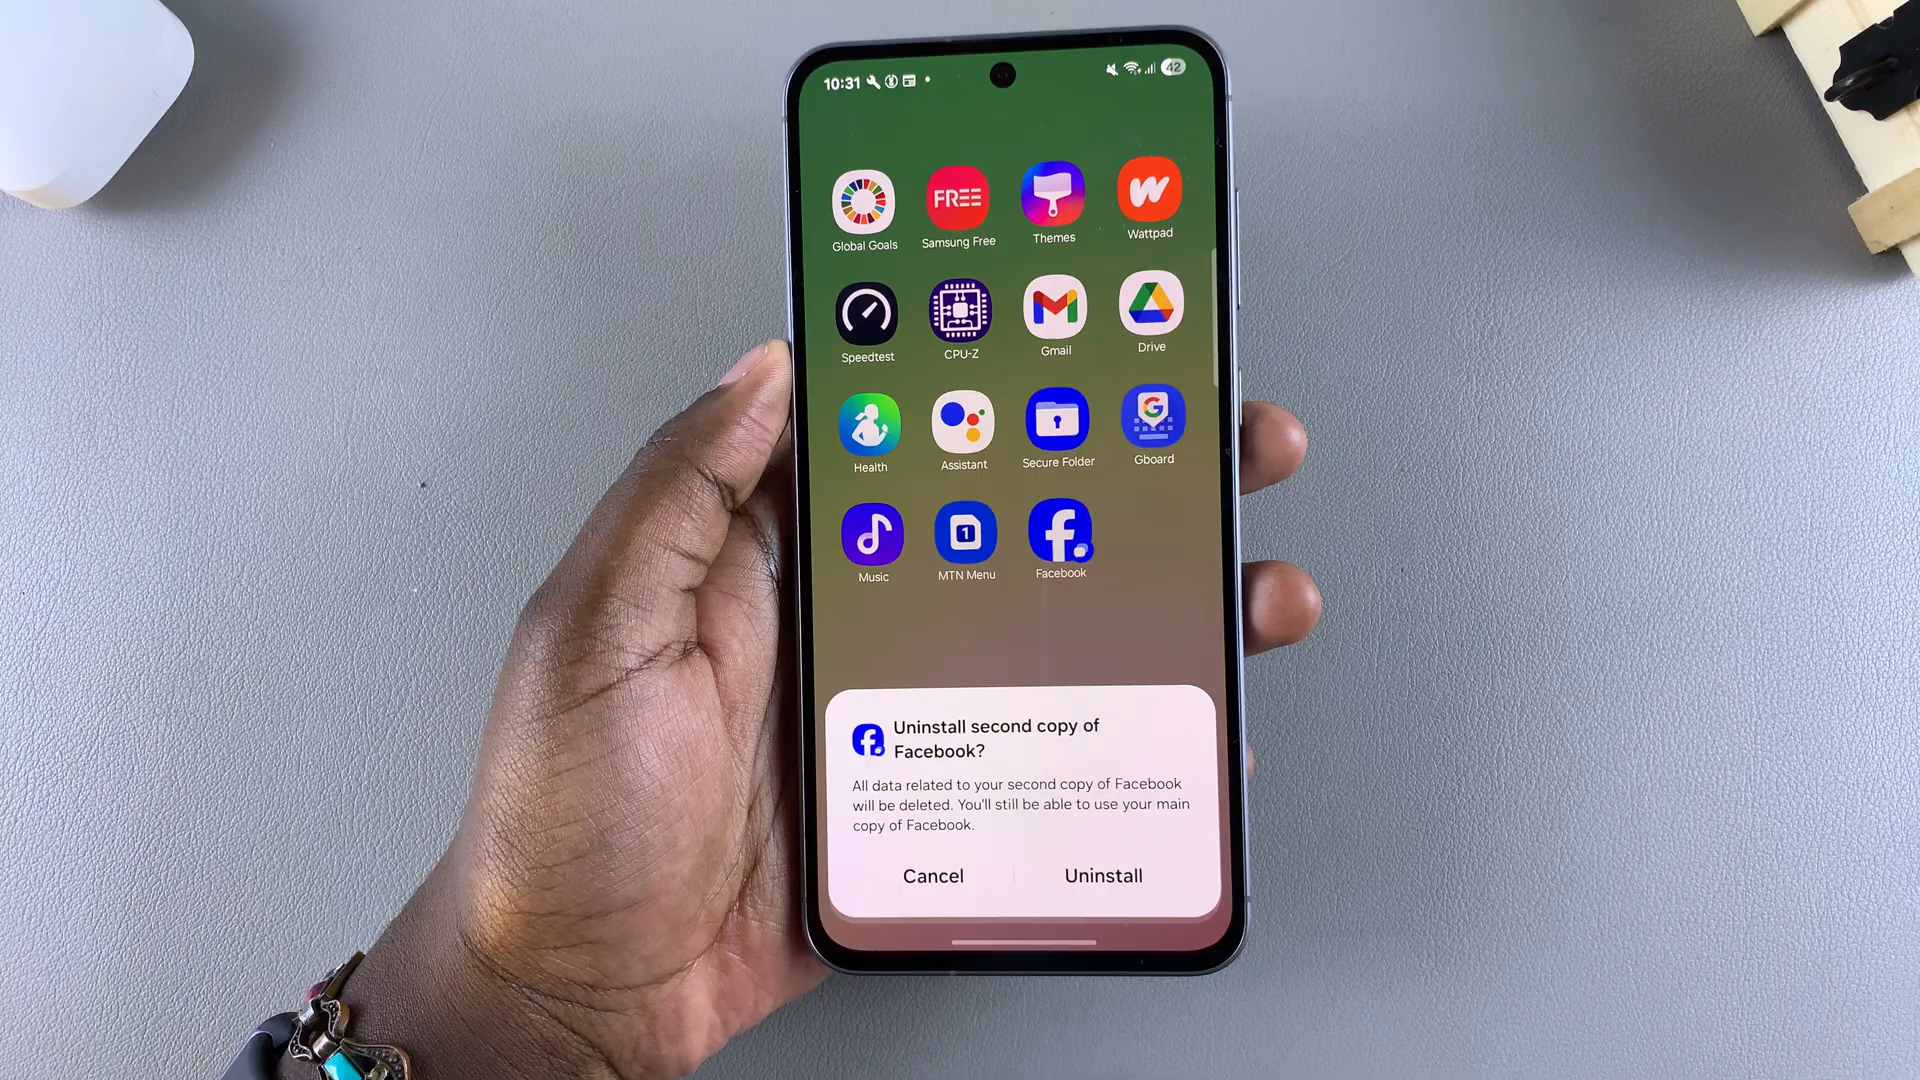 10:31
42
FREE
Global Goals
Samsung Free
Themes
Wattpad
Speedtest
CPU-Z
Gmail
Drive
G
Health
Assistant
Secure Folder
Gboard
1
Music
MTN Menu
Facebook
Uninstall second copy of
Facebook?
All data related to your second copy of Facebook
will be deleted. You'll still be able to use your main
copy of Facebook.
Cancel
Uninstall